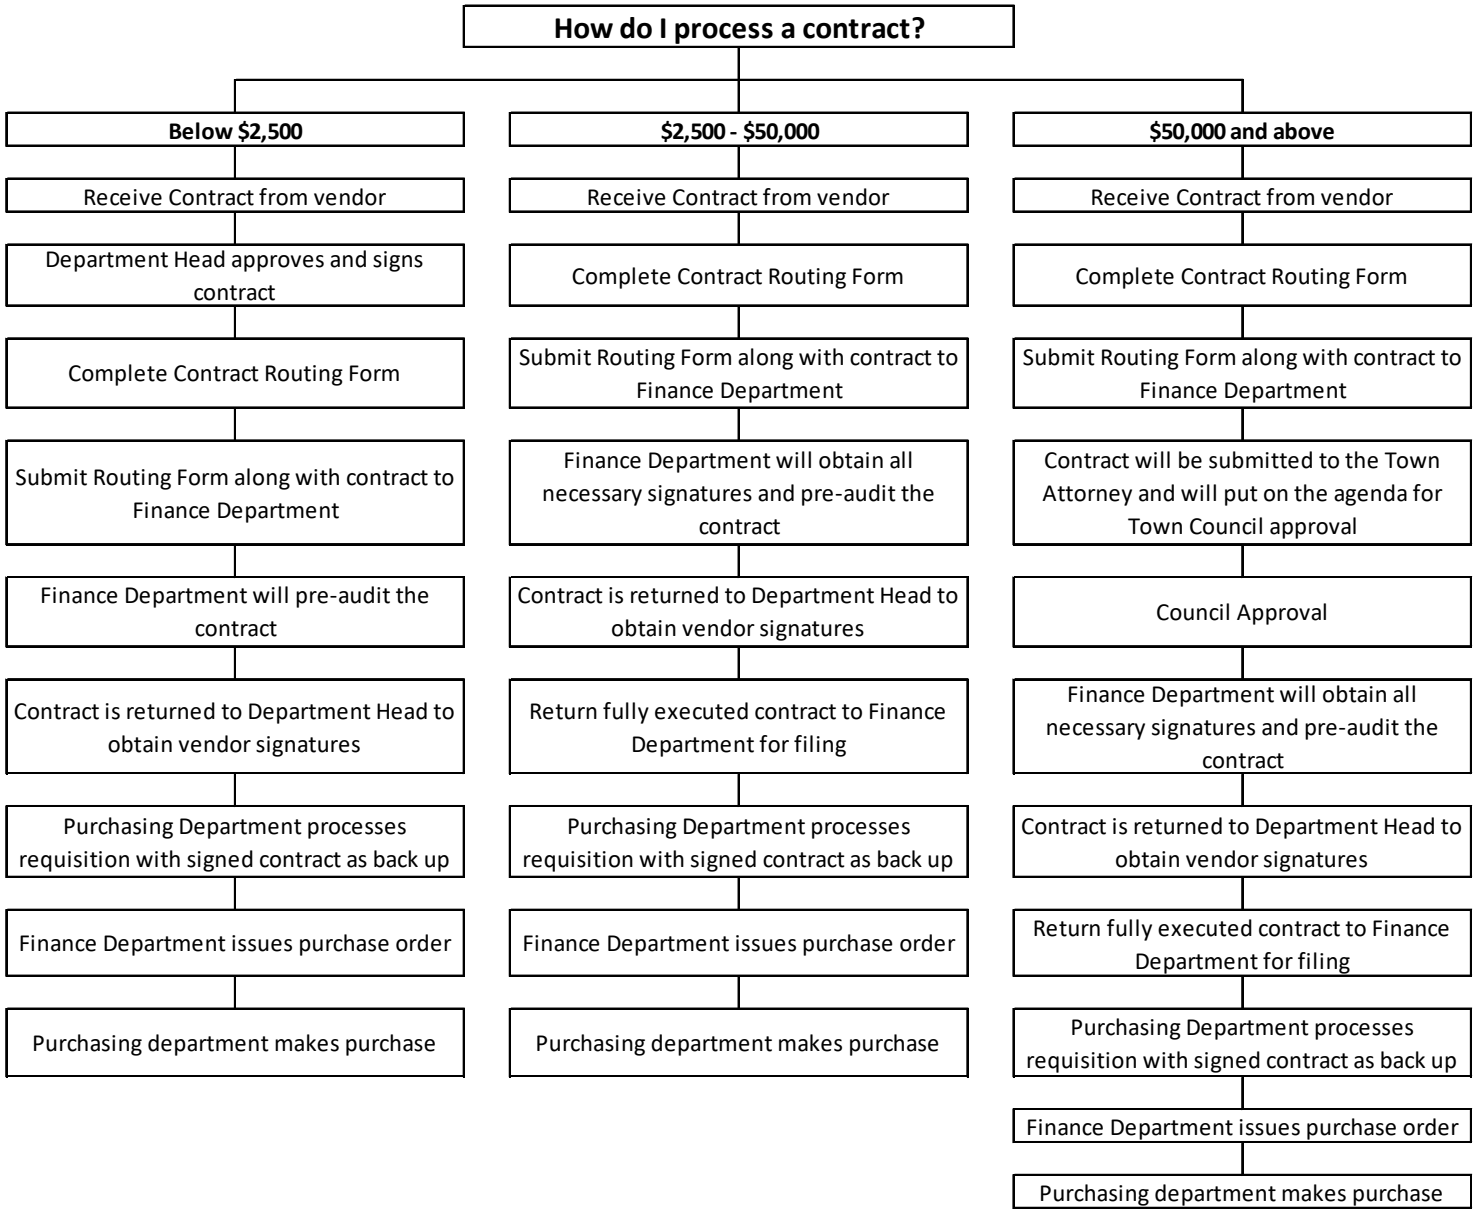 How do I process a contract?
Below $2,500
Receive Contract from vendor
Department Head approves and signs
contract
Complete Contract Routing Form
Submit Routing Form along with contract to
Finance Department
Finance Department will pre-audit the
contract
Contract is returned to Department Head to
obtain vendor signatures
Purchasing Department processes
requisition with signed contract as back up
Finance Department issues purchase order
Purchasing department makes purchase
$2,500 - $50,000
Receive Contract from vendor
Complete Contract Routing Form
Submit Routing Form along with contract to
Finance Department
Finance Department will obtain all
necessary signatures and pre-audit the
contract
Contract is returned to Department Head to
obtain vendor signatures
Return fully executed contract to Finance
Department for filing
Purchasing Department processes
requisition with signed contract as back up
Finance Department issues purchase order
Purchasing department makes purchase
$50,000 and above
Receive Contract from vendor
Complete Contract Routing Form
Submit Routing Form along with contract to
Finance Department
Contract will be submitted to the Town
Attorney and will put on the agenda for
Town Council approval
Council Approval
Finance Department will obtain all
necessary signatures and pre-audit the
contract
Contract is returned to Department Head to
obtain vendor signatures
Return fully executed contract to Finance
Department for filing
Purchasing Department processes
requisition with signed contract as back up
Finance Department issues purchase order
Purchasing department makes purchase